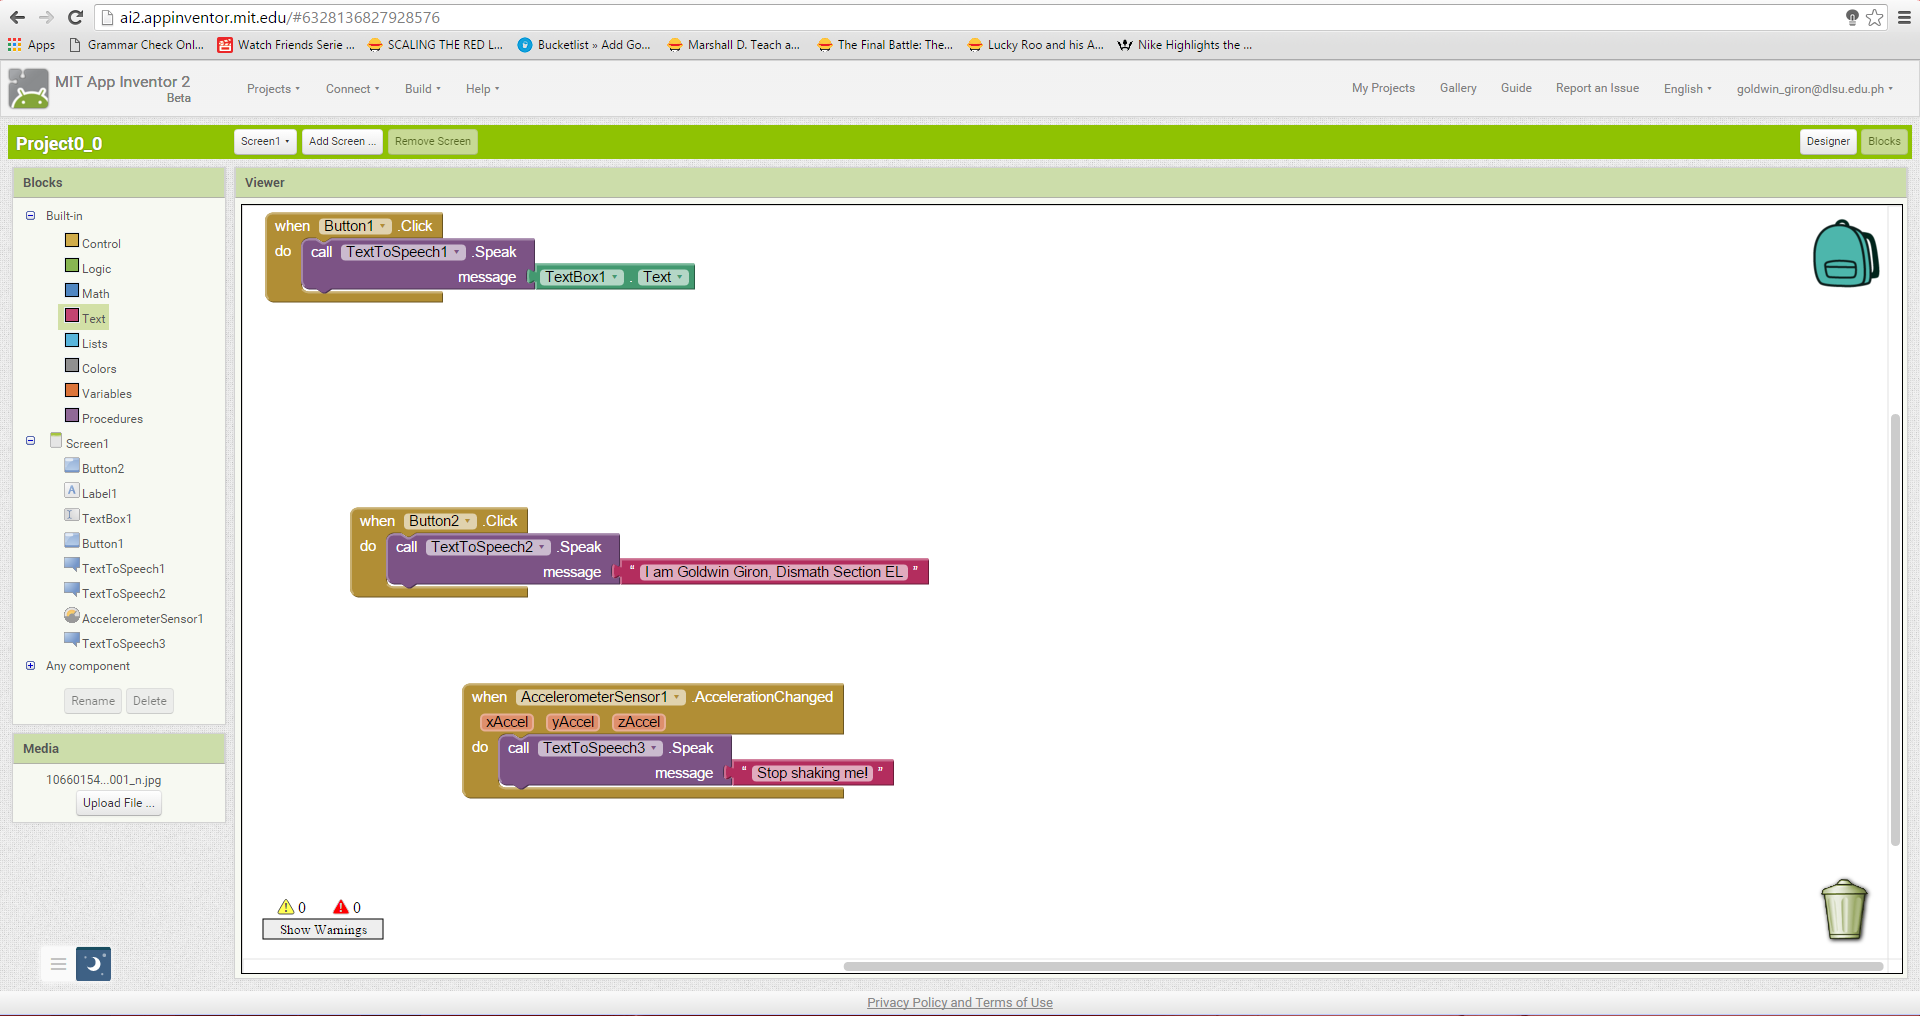 ai2.appinventor.mit.edu/#6328136827928576
Apps Grammar Check Onl... Watch Friends Serie ... SCALING THE RED L... Bucketlist » Add Go... Marshall D. Teach a... The Final Battle: The... Lucky Roo and his A... Nike Highlights the ...
MIT App Inventor 2
Beta
Projects Connect Build Help My Projects Gallery Guide Report an Issue English goldwin_giron@dlsu.edu.ph
Project0_0 Screen1 Add Screen ... Remove Screen Designer Blocks
Blocks
Built-in
Control
Logic
Math
Text
Lists
Colors
Variables
Procedures
Screen1
Button2
Label1
TextBox1
Button1
TextToSpeech1
TextToSpeech2
AccelerometerSensor1
TextToSpeech3
Any component
Rename Delete
Media
10660154...001_n.jpg
Upload File ...
Viewer
when Button1 .Click
do call TextToSpeech1 .Speak
message TextBox1 . Text
when Button2 .Click
do call TextToSpeech2 .Speak
message " I am Goldwin Giron, Dismath Section EL "
when AccelerometerSensor1 .AccelerationChanged
xAccel yAccel zAccel
do call TextToSpeech3 .Speak
message " Stop shaking me! "
0 0
Show Warnings
Privacy Policy and Terms of Use